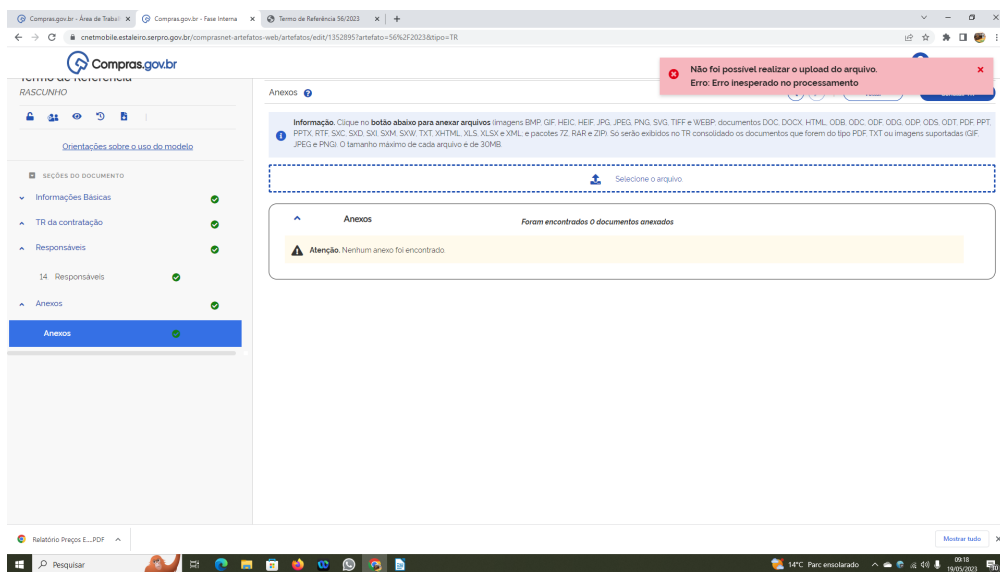 Compras.gov.br - Área de Trabal
Compras.gov.br - Fase Interna
Termo de Referência 56/2023
cnetmobile.estaleiro.serpro.gov.br/comprasnet-artefatos-web/artefatos/edit/1352895?artefato=56%2F2023&tipo=TR
Compras.gov.br
Não foi possível realizar o upload do arquivo.
Erro: Erro inesperado no processamento
Termo de Referência
RASCUNHO
Orientações sobre o uso do modelo
SEÇÕES DO DOCUMENTO
Informações Básicas
TR da contratação
Responsáveis
14 Responsáveis
Anexos
Anexos
Anexos
Informação. Clique no botão abaixo para anexar arquivos (imagens BMP, GIF, HEIC, HEIF, JPG, JPEG, PNG, SVG, TIFF e WEBP; documentos DOC, DOCX, HTML, ODB, ODC, ODF, ODG, ODP, ODS, ODT, PDF, PPT,
PPTX, RTF, SXC, SXD, SXI, SXM, SXW, TXT, XHTML, XLS, XLSX e XML; e pacotes 7Z, RAR e ZIP). Só serão exibidos no TR consolidado os documentos que forem do tipo PDF, TXT ou imagens suportadas (GIF,
JPEG e PNG). O tamanho máximo de cada arquivo é de 30MB.
Selecione o arquivo.
Anexos
Foram encontrados 0 documentos anexados
Atenção. Nenhum anexo foi encontrado.
Relatório Preços E....PDF
Mostrar tudo
Pesquisar
14°C Parc ensolarado
09:18
19/05/2023